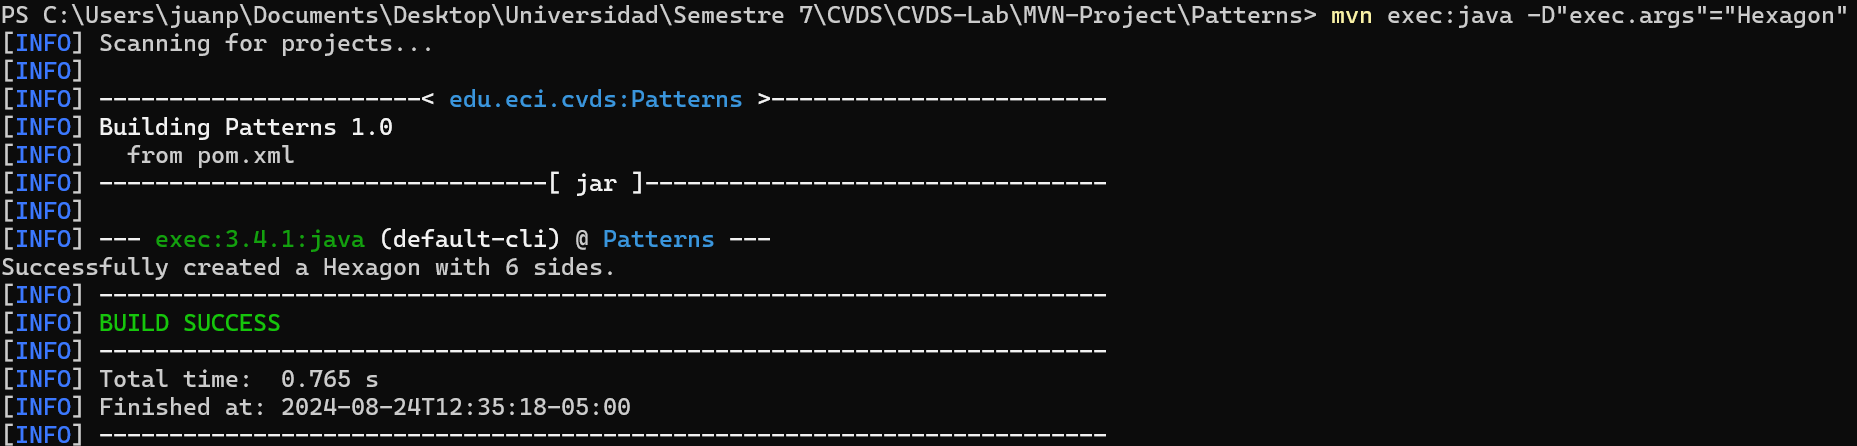 PS C:\Users\juanp\Documents\Desktop\Universidad\Semestre 7\CVDS\CVDS-Lab\MVN-Project\Patterns> mvn exec:java -D"exec.args"="Hexagon"
[INFO] Scanning for projects...
[INFO]
[INFO] -----------------------< edu.eci.cvds:Patterns >------------------------
[INFO] Building Patterns 1.0
[INFO]   from pom.xml
[INFO] --------------------------------[ jar ]---------------------------------
[INFO]
[INFO] --- exec:3.4.1:java (default-cli) @ Patterns ---
Successfully created a Hexagon with 6 sides.
[INFO] ------------------------------------------------------------------------
[INFO] BUILD SUCCESS
[INFO] ------------------------------------------------------------------------
[INFO] Total time:  0.765 s
[INFO] Finished at: 2024-08-24T12:35:18-05:00
[INFO] ------------------------------------------------------------------------